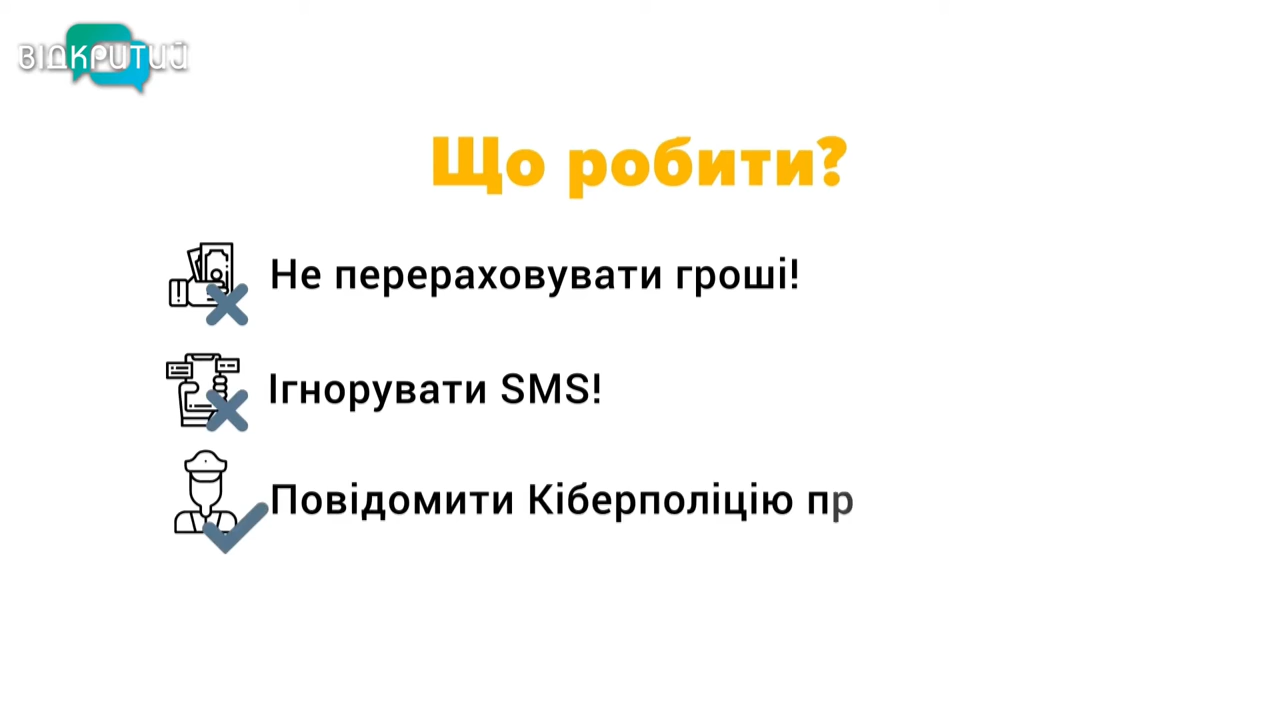 ВІДКРИТИЙ
Що робити?
Не перераховувати гроші!
Ігнорувати SMS!
Повідомити Кіберполіцію пр